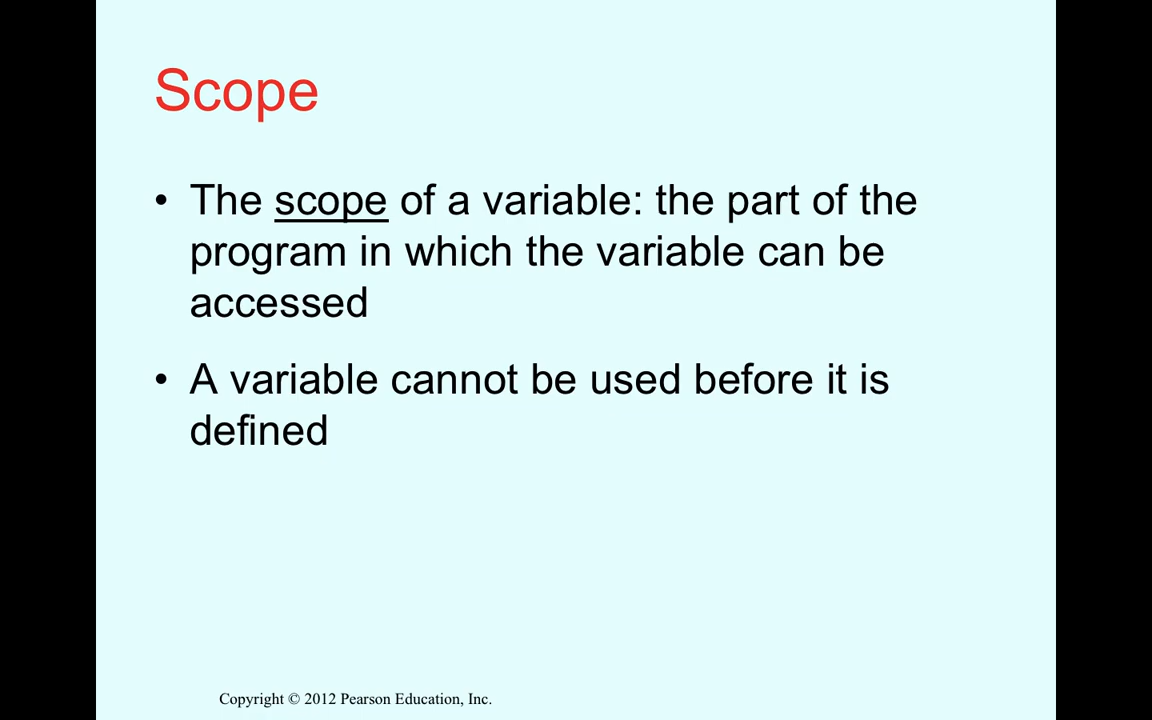 Scope
• The scope of a variable: the part of the
program in which the variable can be
accessed
• A variable cannot be used before it is
defined
Copyright © 2012 Pearson Education, Inc.